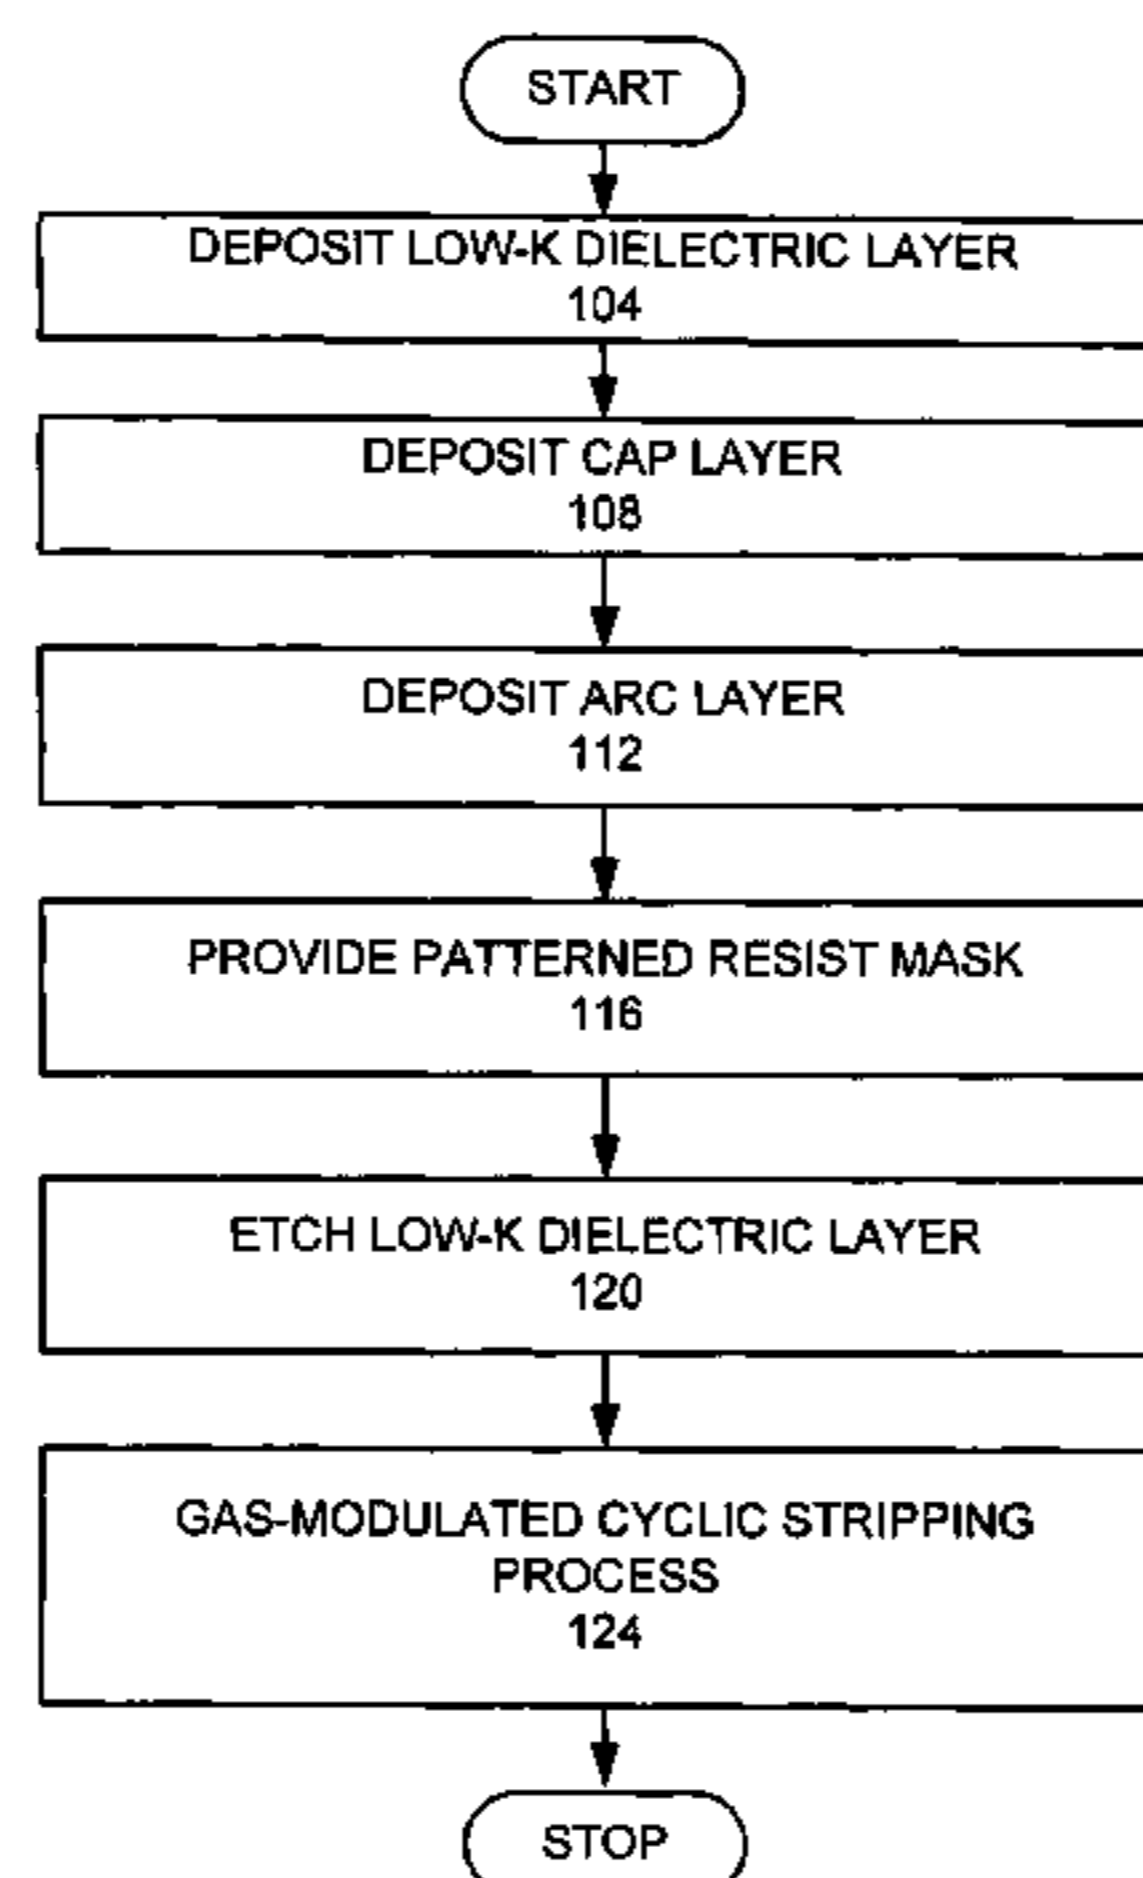 START
DEPOSIT LOW-K DIELECTRIC LAYER
104
DEPOSIT CAP LAYER
108
DEPOSIT ARC LAYER
112
PROVIDE PATTERNED RESIST MASK
116
ETCH LOW-K DIELECTRIC LAYER
120
GAS-MODULATED CYCLIC STRIPPING
PROCESS
124
STOP